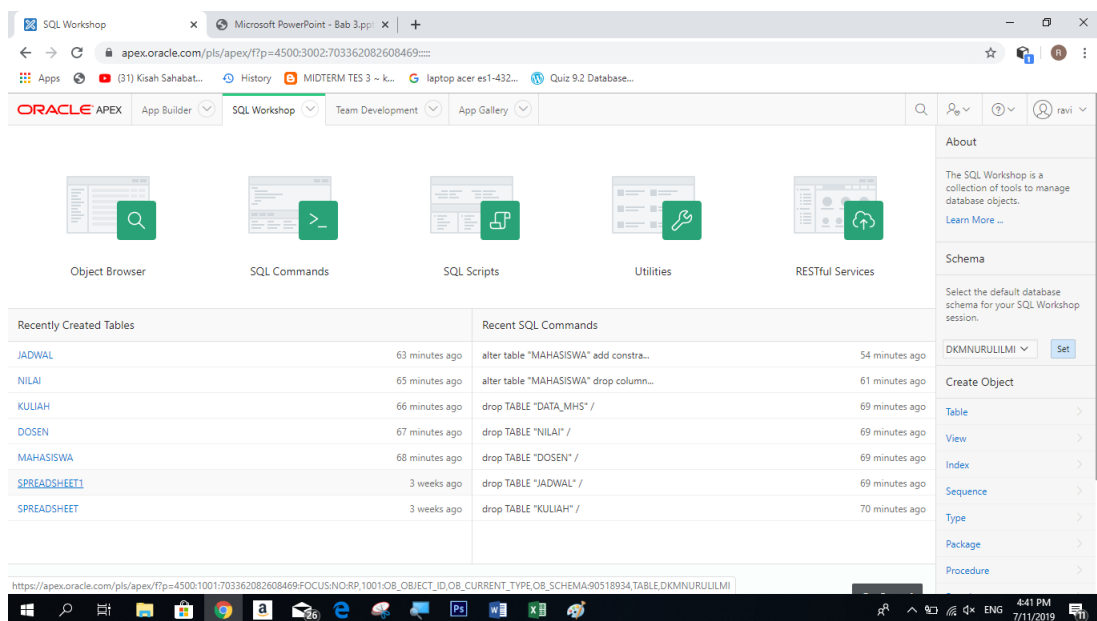 SQL Workshop
Microsoft PowerPoint - Bab 3.ppt
apex.oracle.com/pls/apex/f?p=4500:3002:703362082608469:::::
R
Apps
(31) Kisah Sahabat...
History
MIDTERM TES 3 ~ k...
laptop acer es1-432...
Quiz 9.2 Database...
ORACLE APEX
App Builder
SQL Workshop
Team Development
App Gallery
ravi
Object Browser
SQL Commands
SQL Scripts
Utilities
RESTful Services
Recently Created Tables
JADWAL 63 minutes ago
NILAI 65 minutes ago
KULIAH 66 minutes ago
DOSEN 67 minutes ago
MAHASISWA 68 minutes ago
SPREADSHEET1 3 weeks ago
SPREADSHEET 3 weeks ago
Recent SQL Commands
alter table "MAHASISWA" add constra... 54 minutes ago
alter table "MAHASISWA" drop column... 61 minutes ago
drop TABLE "DATA_MHS" / 69 minutes ago
drop TABLE "NILAI" / 69 minutes ago
drop TABLE "DOSEN" / 69 minutes ago
drop TABLE "JADWAL" / 69 minutes ago
drop TABLE "KULIAH" / 70 minutes ago
About
The SQL Workshop is a
collection of tools to manage
database objects.
Learn More ...
Schema
Select the default database
schema for your SQL Workshop
session.
DKMNURULILMI
Set
Create Object
Table
View
Index
Sequence
Type
Package
Procedure
https://apex.oracle.com/pls/apex/f?p=4500:1001:703362082608469:FOCUS:NO:RP,1001:OB_OBJECT_ID,OB_CURRENT_TYPE,OB_SCHEMA:90518934,TABLE,DKMNURULILMI
a
26
Ps
ENG
4:41 PM
7/11/2019
11